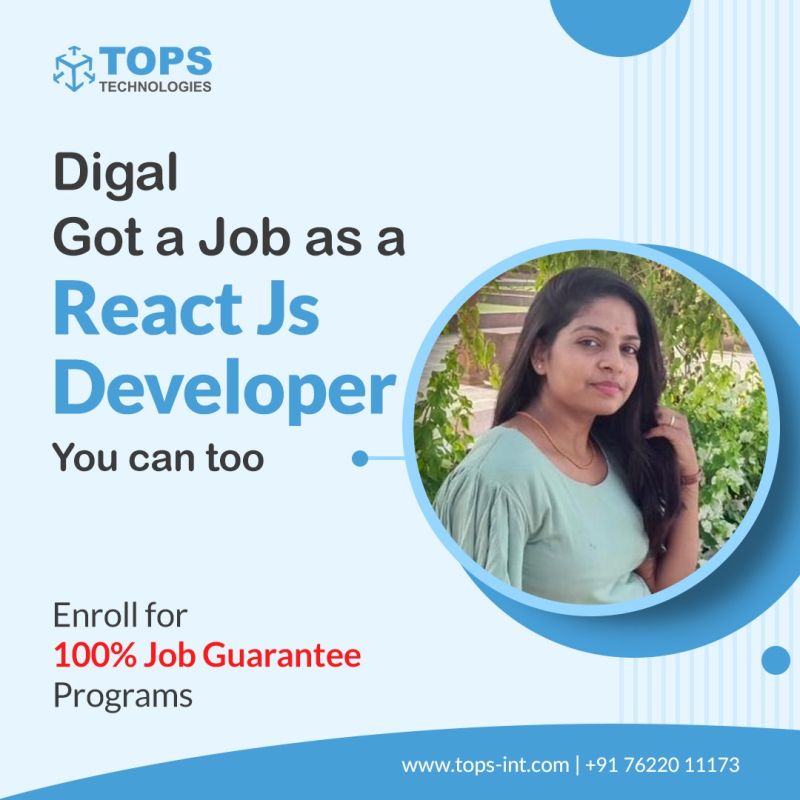 TOPS
TECHNOLOGIES
Digal
Got a Job as a
React Js
Developer
You can too
Enroll for
100% Job Guarantee
Programs
www.tops-int.com | +91 76220 11173